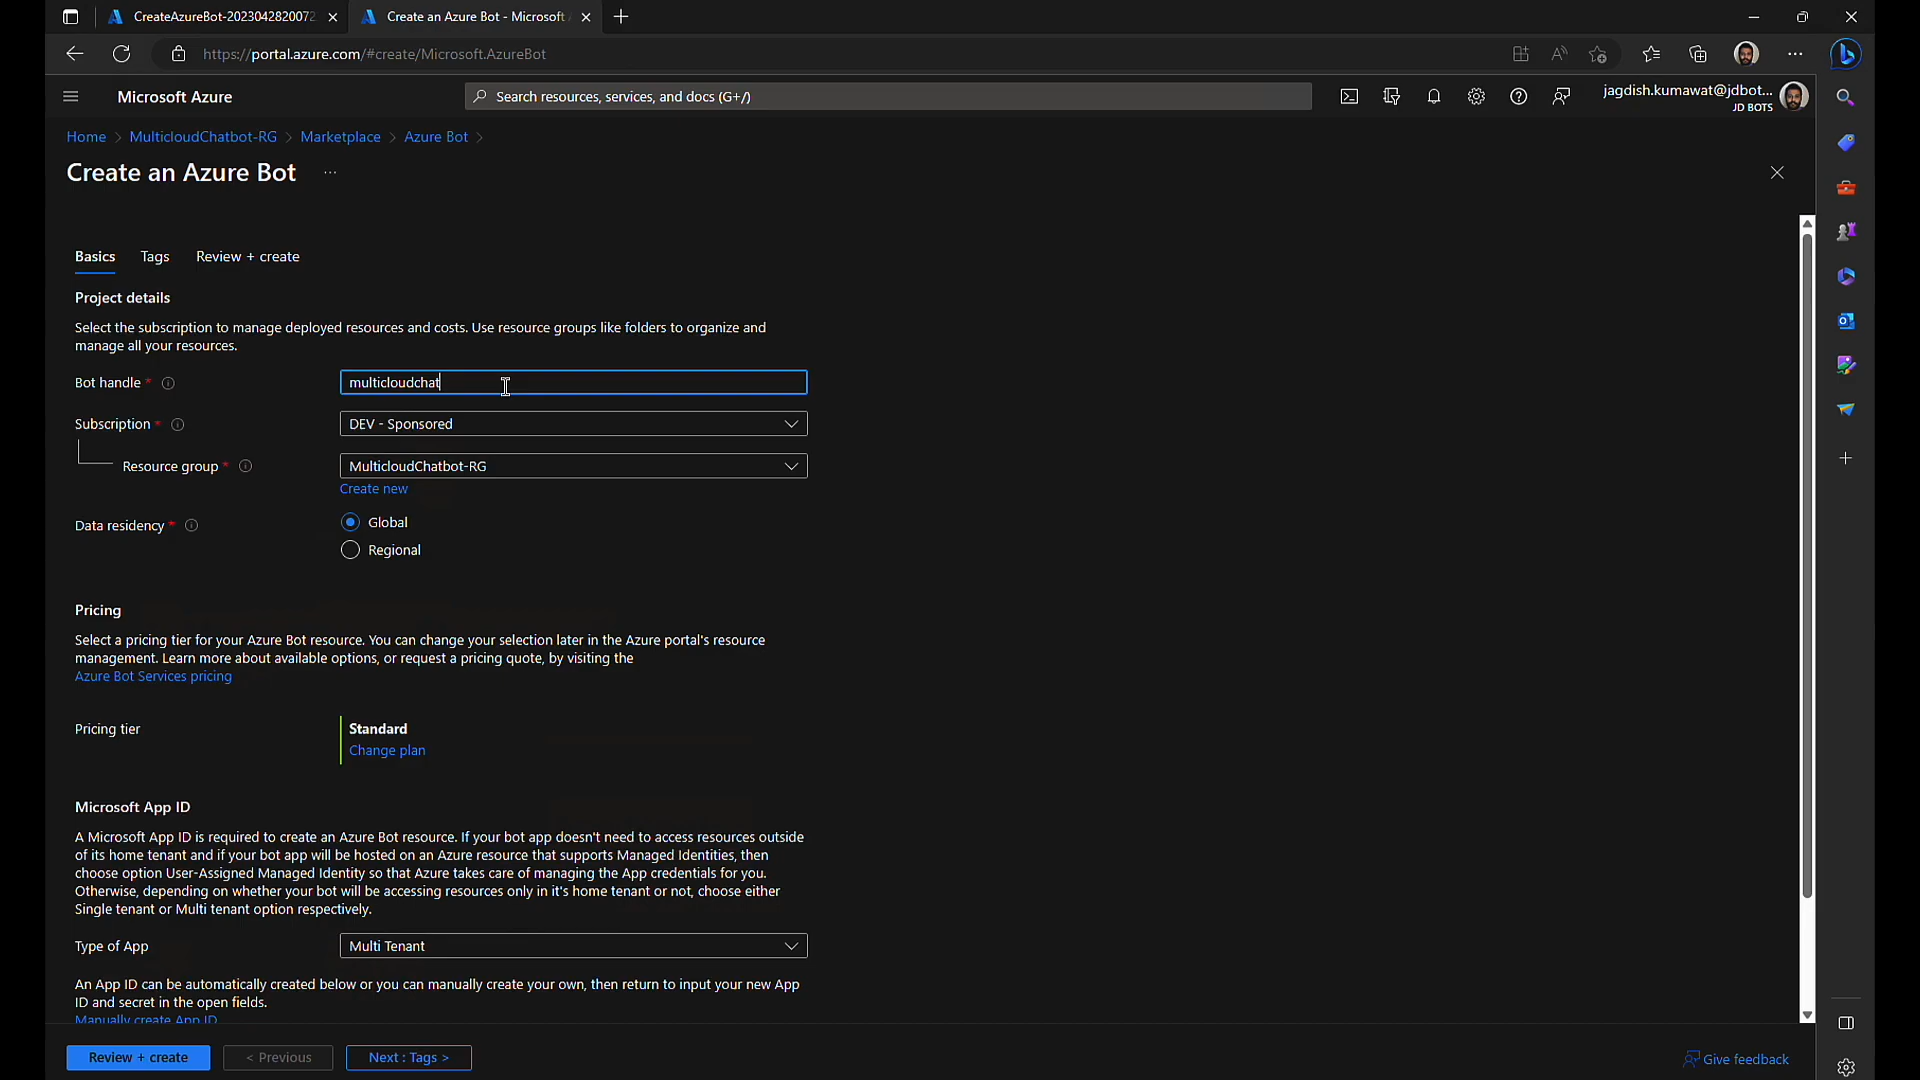 CreateAzureBot-2023042820072
Create an Azure Bot - Microsoft
https://portal.azure.com/#create/Microsoft.AzureBot
Microsoft Azure
Search resources, services, and docs (G+/)
jagdish.kumawat@jdbot...
JD BOTS
Home > MulticloudChatbot-RG > Marketplace > Azure Bot >
Create an Azure Bot ...
Basics Tags Review + create
Project details
Select the subscription to manage deployed resources and costs. Use resource groups like folders to organize and
manage all your resources.
Bot handle * multicloudchat
Subscription * DEV - Sponsored
Resource group * MulticloudChatbot-RG
Create new
Data residency * Global
Regional
Pricing
Select a pricing tier for your Azure Bot resource. You can change your selection later in the Azure portal's resource
management. Learn more about available options, or request a pricing quote, by visiting the
Azure Bot Services pricing
Pricing tier Standard
Change plan
Microsoft App ID
A Microsoft App ID is required to create an Azure Bot resource. If your bot app doesn't need to access resources outside
of its home tenant and if your bot app will be hosted on an Azure resource that supports Managed Identities, then
choose option User-Assigned Managed Identity so that Azure takes care of managing the App credentials for you.
Otherwise, depending on whether your bot will be accessing resources only in it's home tenant or not, choose either
Single tenant or Multi tenant option respectively.
Type of App Multi Tenant
An App ID can be automatically created below or you can manually create your own, then return to input your new App
ID and secret in the open fields.
Manually create App ID
Review + create < Previous Next : Tags > Give feedback